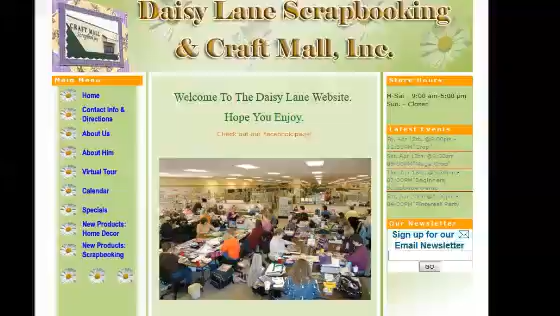 Daisy Lane Scrapbooking
& Craft Mall, Inc.
CRAFT MALL
Main Menu
Home
Contact Info &
Directions
About Us
About Him
Virtual Tour
Calendar
Specials
New Products:
Home Decor
New Products:
Scrapbooking
Welcome To The Daisy Lane Website.
Hope You Enjoy.
Check out our Facebook page!
Store Hours
M-Sat 9:00 am-5:00 pm
Sun. - Closed
Latest Events
Our Newsletter
Sign up for our
Email Newsletter
GO